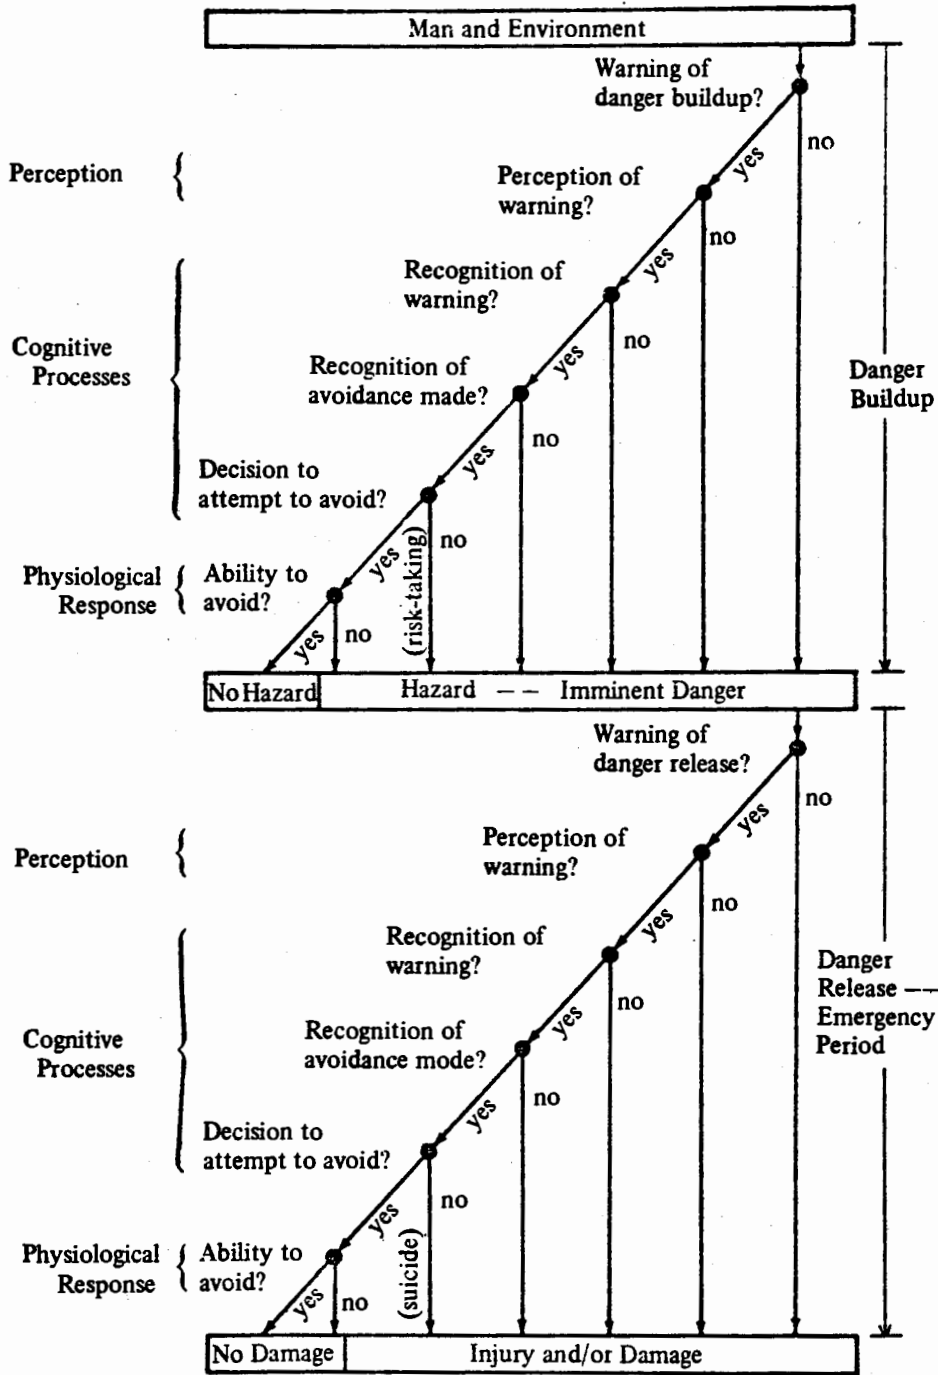 Man and Environment
Warning of
danger buildup?
no
yes
Perception
Perception of
warning?
no
yes
Recognition of
warning?
no
yes
Cognitive
Processes
Recognition of
avoidance made?
no
yes
Danger
Buildup
Decision to
attempt to avoid?
no
yes
(risk-taking)
Physiological
Response
Ability to
avoid?
no
yes
No Hazard
Hazard –– Imminent Danger
Warning of
danger release?
no
yes
Perception
Perception of
warning?
no
yes
Recognition of
warning?
no
yes
Danger
Release ––
Emergency
Period
Cognitive
Processes
Recognition of
avoidance mode?
no
yes
Decision to
attempt to avoid?
no
yes
(suicide)
Physiological
Response
Ability to
avoid?
no
yes
No Damage
Injury and/or Damage